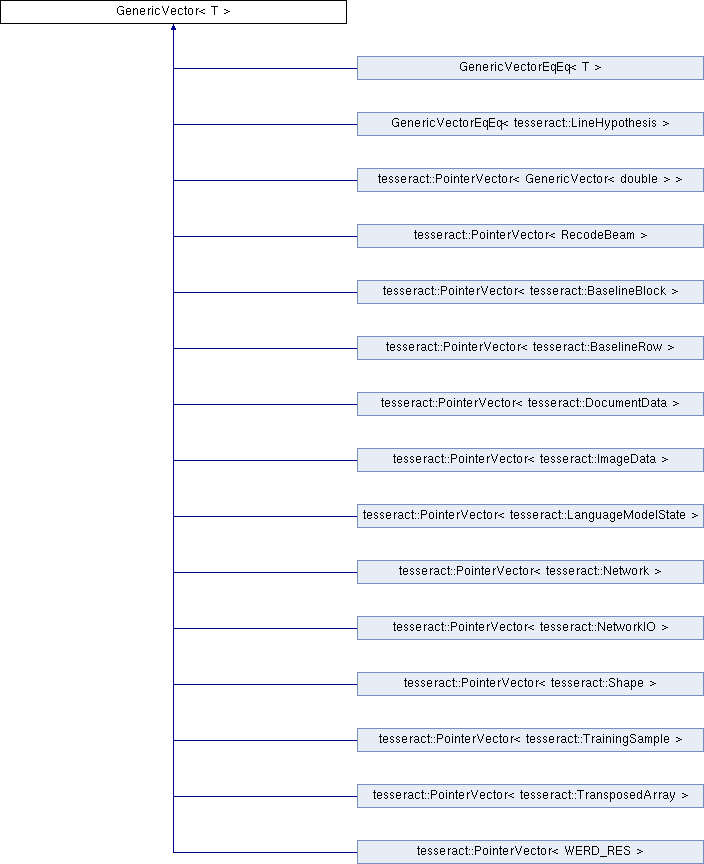 GenericVector< T >
GenericVectorEqEq< T >
GenericVectorEqEq< tesseract::LineHypothesis >
tesseract::PointerVector< GenericVector< double > >
tesseract::PointerVector< RecodeBeam >
tesseract::PointerVector< tesseract::BaselineBlock >
tesseract::PointerVector< tesseract::BaselineRow >
tesseract::PointerVector< tesseract::DocumentData >
tesseract::PointerVector< tesseract::ImageData >
tesseract::PointerVector< tesseract::LanguageModelState >
tesseract::PointerVector< tesseract::Network >
tesseract::PointerVector< tesseract::NetworkIO >
tesseract::PointerVector< tesseract::Shape >
tesseract::PointerVector< tesseract::TrainingSample >
tesseract::PointerVector< tesseract::TransposedArray >
tesseract::PointerVector< WERD_RES >